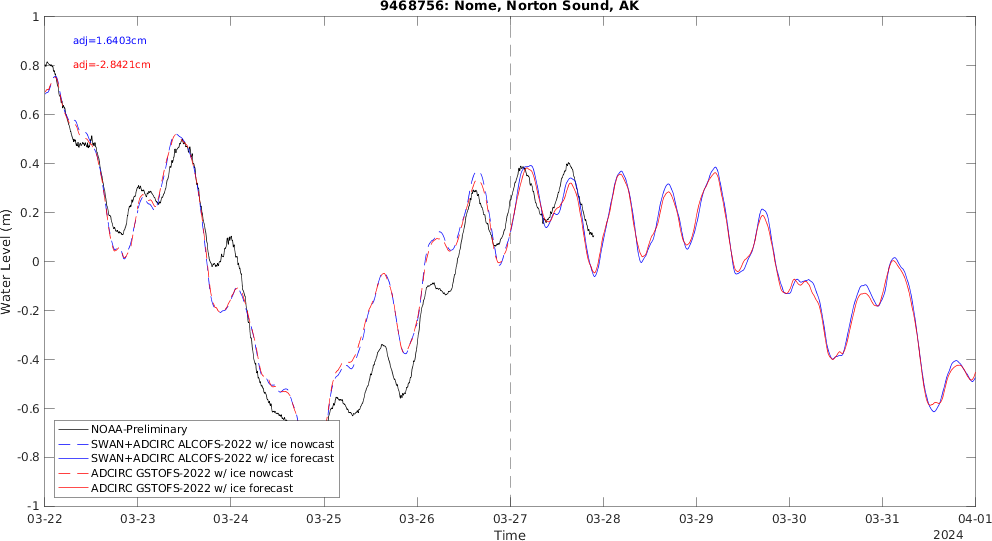 9468756: Nome, Norton Sound, AK
adj=1.6403cm
adj=-2.8421cm
Water Level (m)
1
0.8
0.6
0.4
0.2
0
-0.2
-0.4
-0.6
-0.8
-1
NOAA-Preliminary
SWAN+ADCIRC ALCOFS-2022 w/ ice nowcast
SWAN+ADCIRC ALCOFS-2022 w/ ice forecast
ADCIRC GSTOFS-2022 w/ ice nowcast
ADCIRC GSTOFS-2022 w/ ice forecast
03-22 03-23 03-24 03-25 03-26 03-27 03-28 03-29 03-30 03-31 04-01
Time
2024